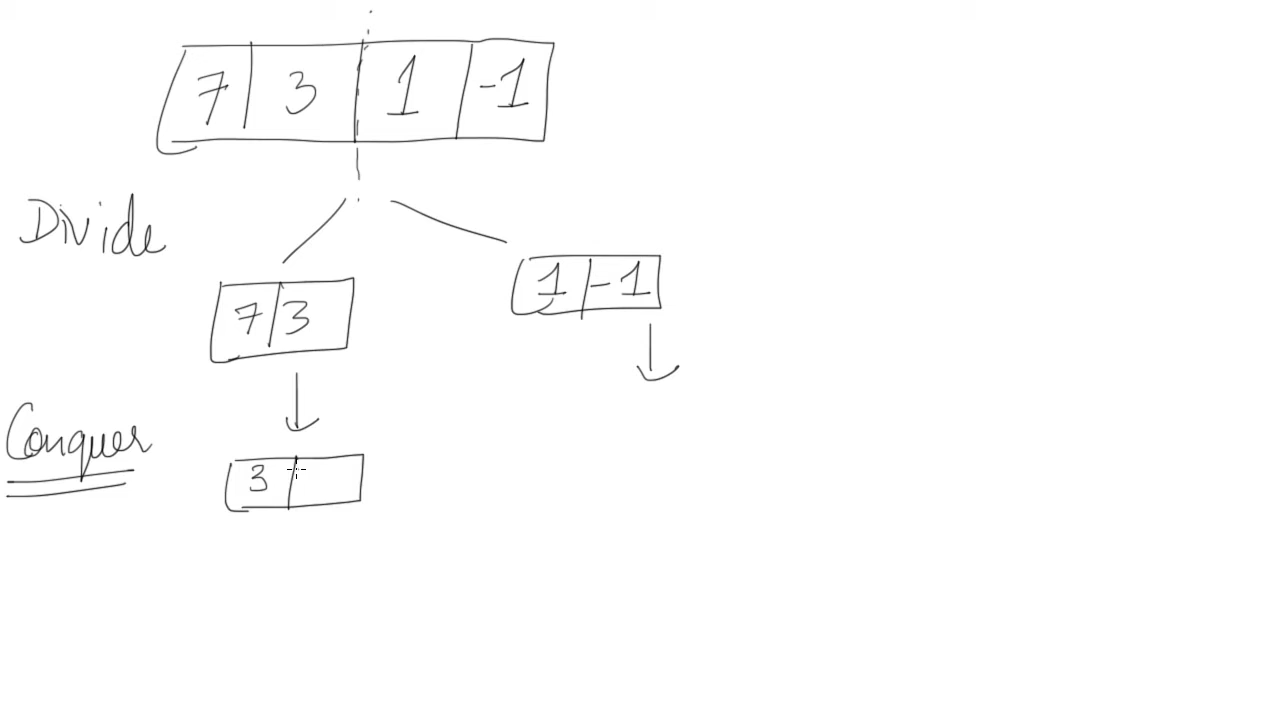 7 3 1 -1
Divide
7 3
1 -1
Conquer
3